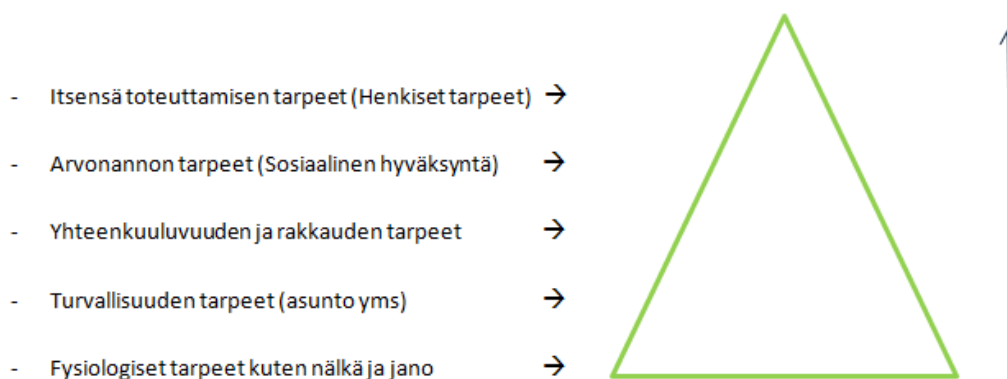 - Itsensä toteuttamisen tarpeet (Henkiset tarpeet) →
- Arvonannon tarpeet (Sosiaalinen hyväksyntä) →
- Yhteenkuuluvuuden ja rakkauden tarpeet →
- Turvallisuuden tarpeet (asunto yms) →
- Fysiologiset tarpeet kuten nälkä ja jano →